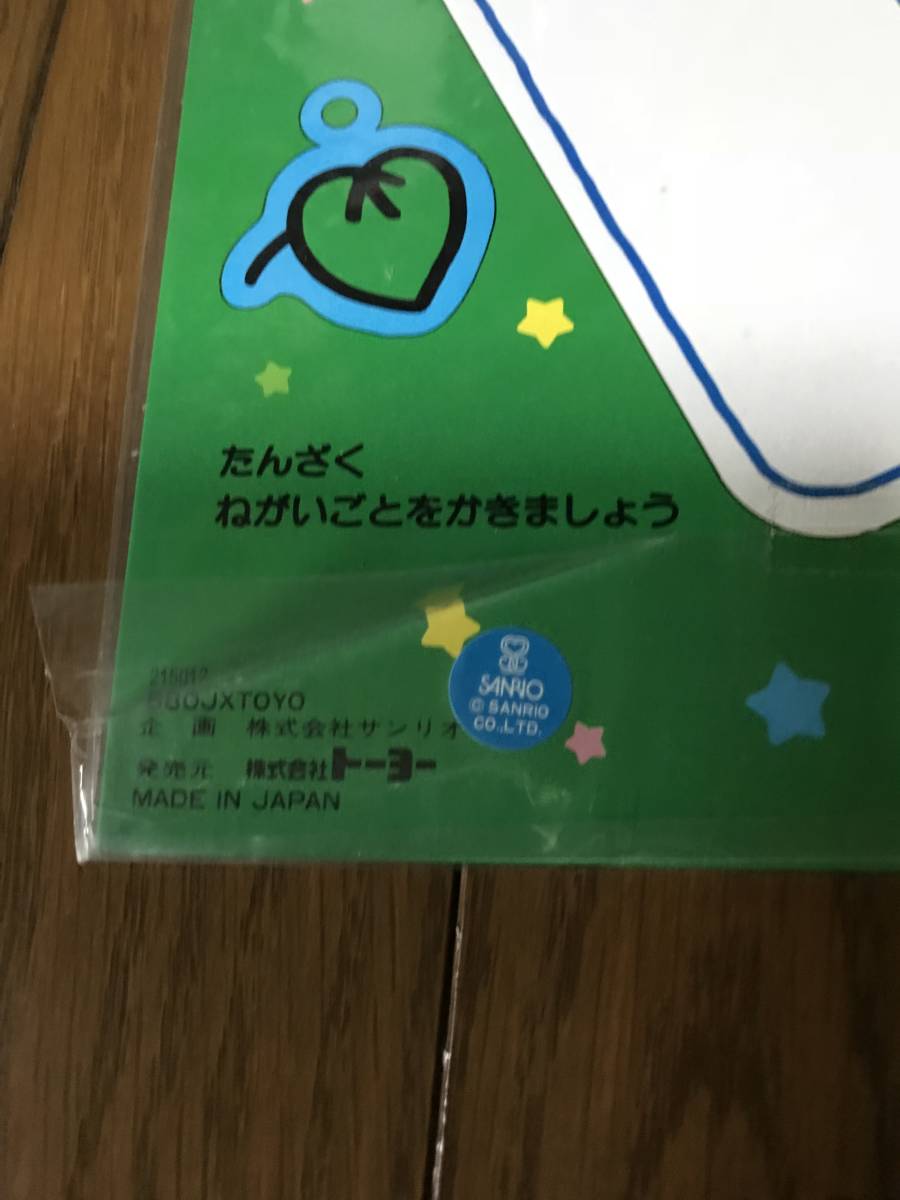 たんざく
ねがいごとをかきましょう
215012
企画 株式会社サンリオ
発売元 株式会社トーヨー
MADE IN JAPAN
SANRIO
© SANRIO
CO.,LTD.